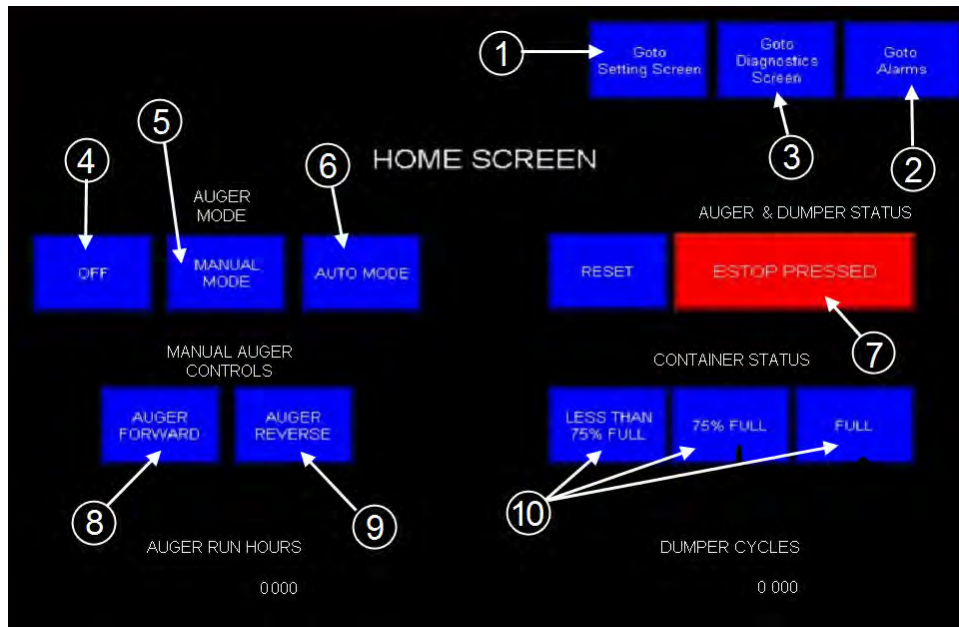 1
Goto
Setting Screen
Goto
Diagnostics
Screen
Goto
Alarms
3
2
HOME SCREEN
4
5
6
AUGER
MODE
OFF
MANUAL
MODE
AUTO MODE
AUGER & DUMPER STATUS
RESET
ESTOP PRESSED
7
MANUAL AUGER
CONTROLS
AUGER
FORWARD
AUGER
REVERSE
8
9
CONTAINER STATUS
LESS THAN
75% FULL
75% FULL
FULL
10
AUGER RUN HOURS
0 000
DUMPER CYCLES
0 000